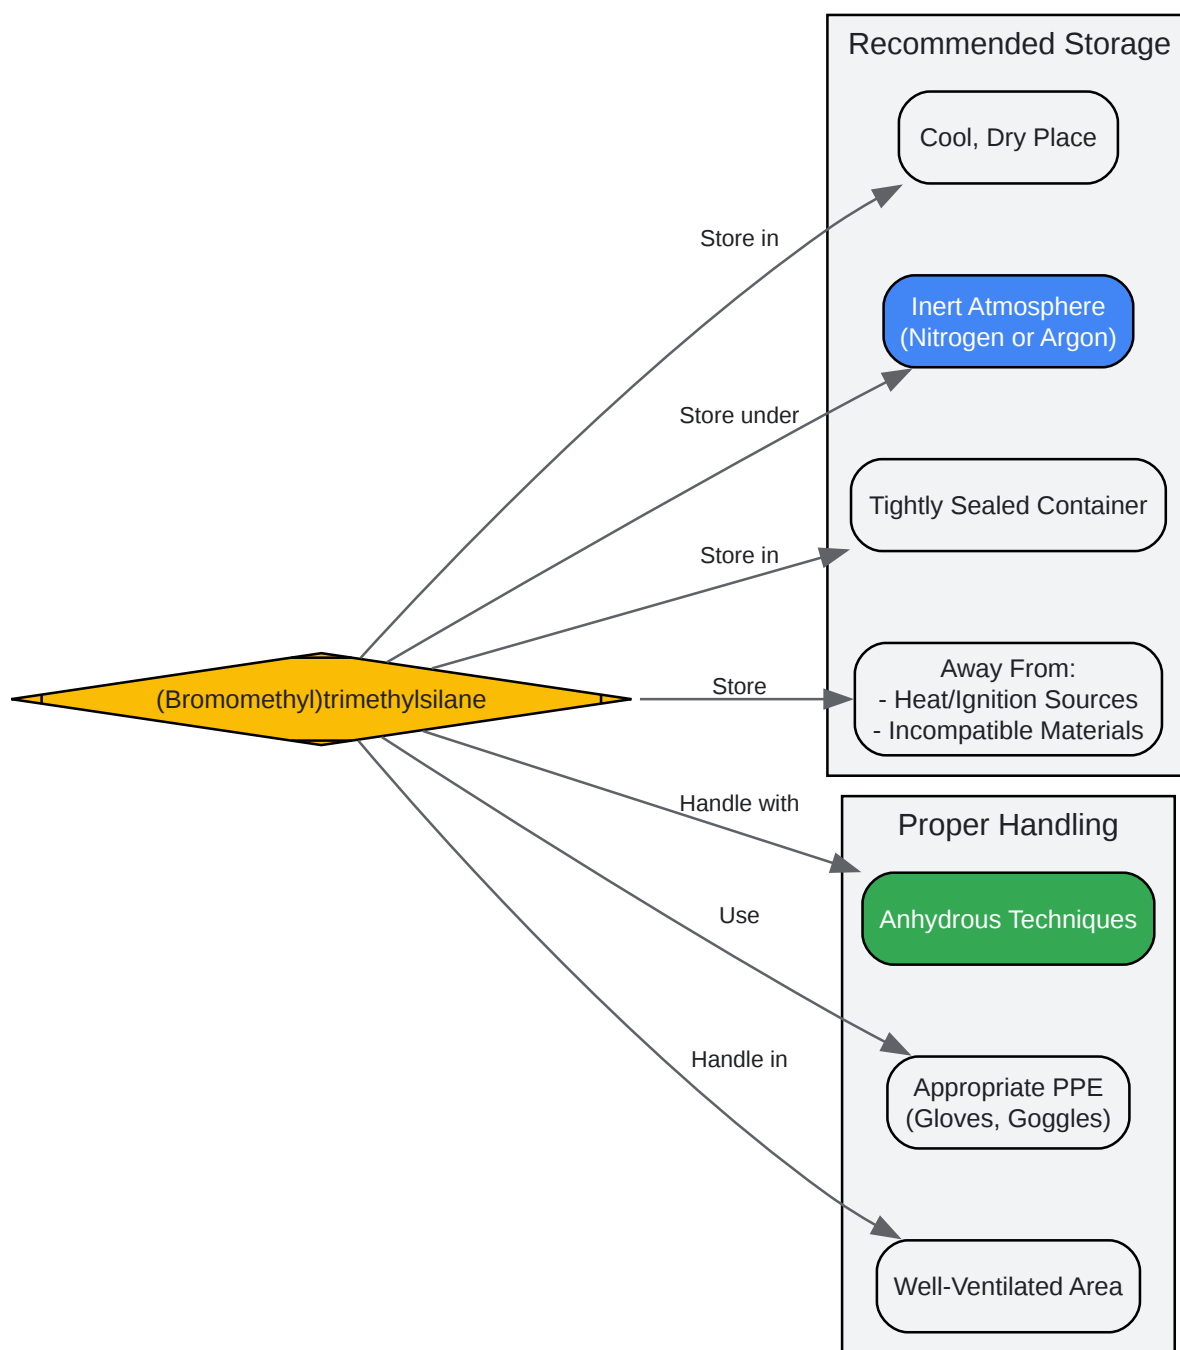 Recommended Storage
Cool, Dry Place
Store in
Inert Atmosphere
(Nitrogen or Argon)
Store under
Tightly Sealed Container
Store in
Away From:
- Heat/Ignition Sources
- Incompatible Materials
Store
(Bromomethyl)trimethylsilane
Handle with
Proper Handling
Anhydrous Techniques
Use
Appropriate PPE
(Gloves, Goggles)
Handle in
Well-Ventilated Area